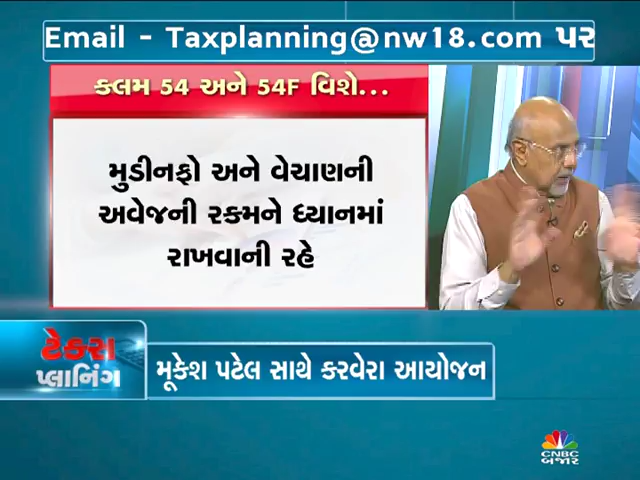 Email - Taxplanning@nw18.com પર
કલમ 54 અને 54F વિશે...
મુડીનફો અને વેચાણની
અવેજની રકમને ધ્યાનમાં
રાખવાની રહે
ટેક્સ
પ્લાનિંગ
મૂકેશ પટેલ સાથે કરવેરા આયોજન
CNBC
બજાર